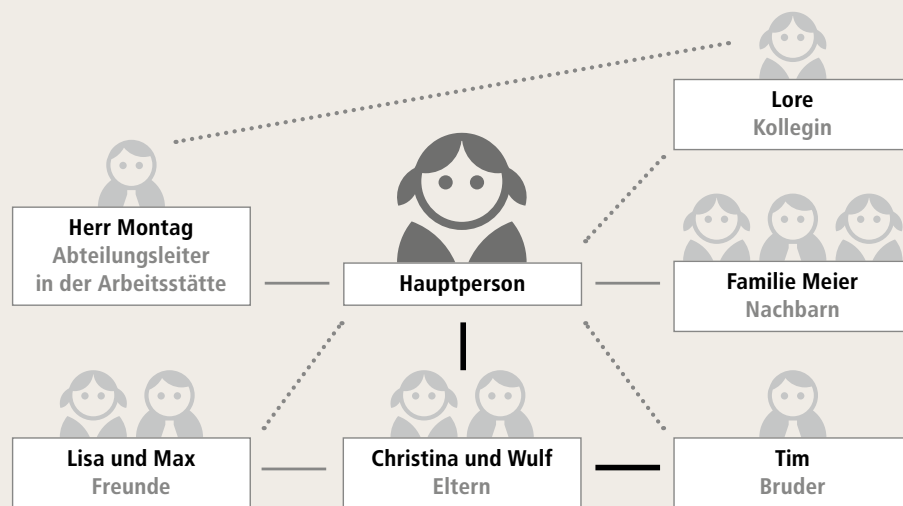 Lore
Kollegin
Herr Montag
Abteilungsleiter
in der Arbeitsstätte
Hauptperson
Familie Meier
Nachbarn
Lisa und Max
Freunde
Christina und Wulf
Eltern
Tim
Bruder